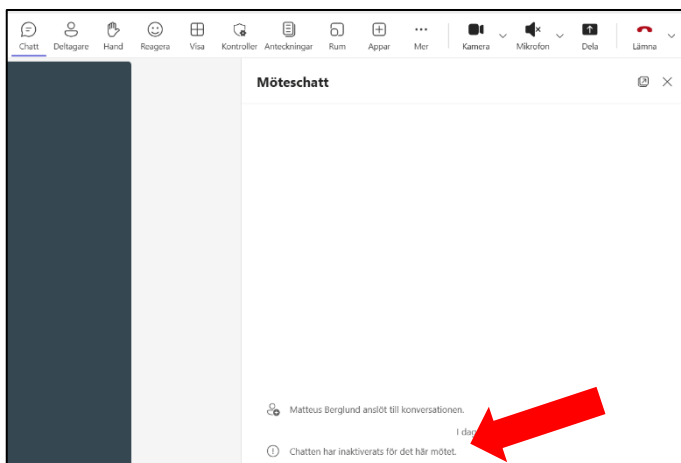 Chatt Deltagare Hand Reagera Visa Kontroller Anteckningar Rum Appar Mer Kamera Mikrofon Dela Lämna
Möteschatt
Matteus Berglund anslöt till konversationen.
I
Chatten har inaktiverats för det här mötet.